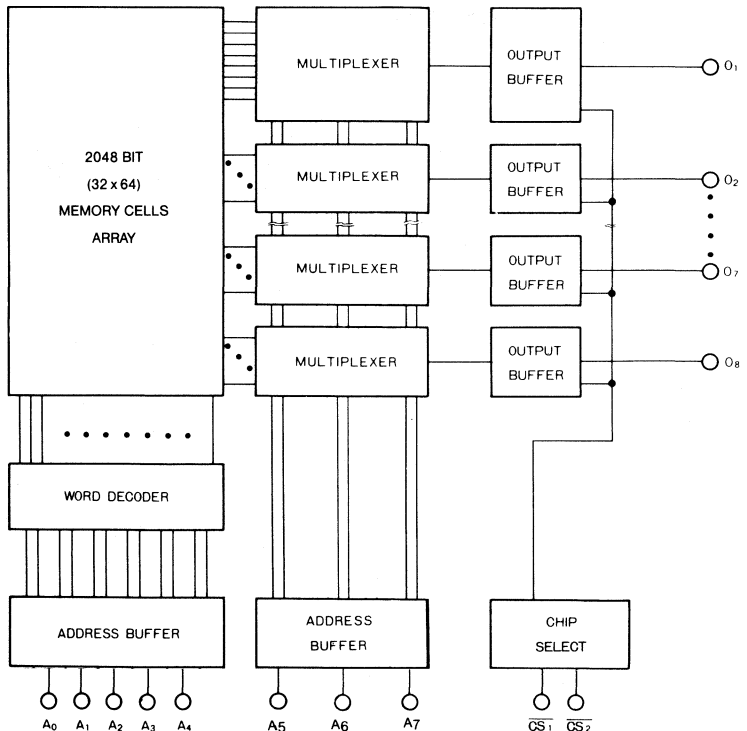 2048 BIT
(32 x 64)
MEMORY CELLS
ARRAY
MULTIPLEXER
OUTPUT
BUFFER
O1
MULTIPLEXER
OUTPUT
BUFFER
O2
MULTIPLEXER
OUTPUT
BUFFER
O7
MULTIPLEXER
OUTPUT
BUFFER
O8
WORD DECODER
ADDRESS BUFFER
ADDRESS
BUFFER
CHIP
SELECT
A0 A1 A2 A3 A4 A5 A6 A7 C̅S̅1 C̅S̅2